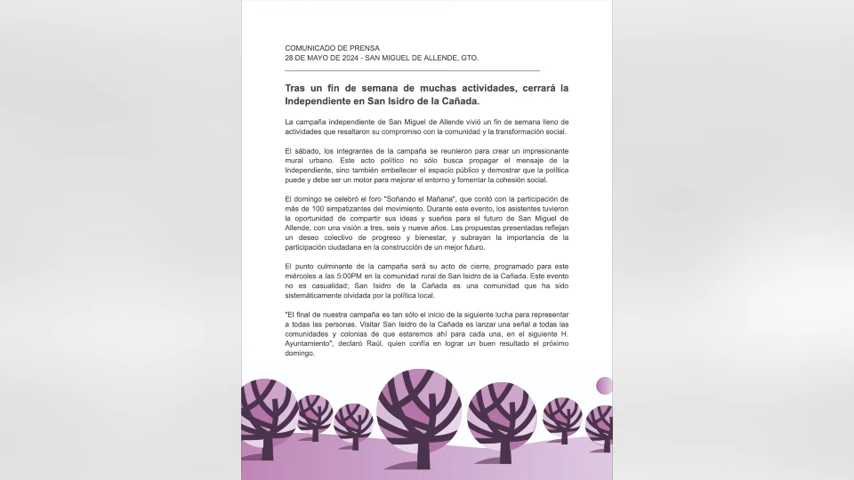 COMUNICADO DE PRENSA
28 DE MAYO DE 2024 - SAN MIGUEL DE ALLENDE, GTO.
Tras un fin de semana de muchas actividades, cerrará la
Independiente en San Isidro de la Cañada.
La campaña independiente de San Miguel de Allende vivió un fin de semana lleno de
actividades que resaltaron su compromiso con la comunidad y la transformación social.
El sábado, los integrantes de la campaña se reunieron para crear un impresionante
mural urbano. Este acto político no sólo busca propagar el mensaje de la
Independiente, sino también embellecer el espacio público y demostrar que la política
puede y debe ser un motor para mejorar el entorno y fomentar la cohesión social.
El domingo se celebró el foro "Soñando el Mañana", que contó con la participación de
más de 100 simpatizantes del movimiento. Durante este evento, los asistentes tuvieron
la oportunidad de compartir sus ideas y sueños para el futuro de San Miguel de
Allende, con una visión a tres, seis y nueve años. Las propuestas presentadas reflejan
un deseo colectivo de progreso y bienestar, y subrayan la importancia de la
participación ciudadana en la construcción de un mejor futuro.
El punto culminante de la campaña será su acto de cierre, programado para este
miércoles a las 5:00PM en la comunidad rural de San Isidro de la Cañada. Este evento
no es casualidad; San Isidro de la Cañada es una comunidad que ha sido
sistemáticamente olvidada por la política local.
"El final de nuestra campaña es tan sólo el inicio de la siguiente lucha para representar
a todas las personas. Visitar San Isidro de la Cañada es lanzar una señal a todas las
comunidades y colonias de que estaremos ahí para cada una, en el siguiente H.
Ayuntamiento", declaró Raúl, quien confía en lograr un buen resultado el próximo
domingo.